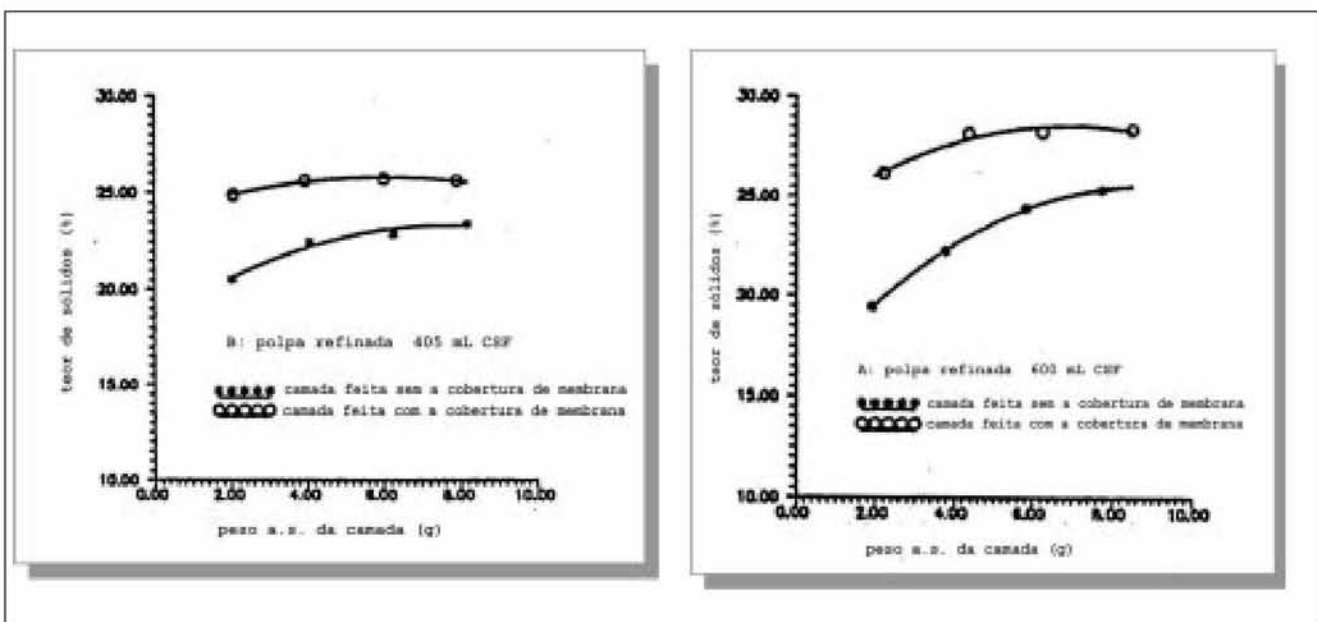 30.00
25.00
20.00
15.00
10.00
teor de sólidos (%)
B: polpa refinada 405 mL CSF
camada feita sem a cobertura de membrana
camada feita com a cobertura de membrana
0.00 2.00 4.00 6.00 8.00 10.00
peso a.s. da camada (g)
30.00
25.00
20.00
15.00
10.00
teor de sólidos (%)
A: polpa refinada 600 mL CSF
camada feita sem a cobertura de membrana
camada feita com a cobertura de membrana
0.00 2.00 4.00 6.00 8.00 10.00
peso a.s. da camada (g)